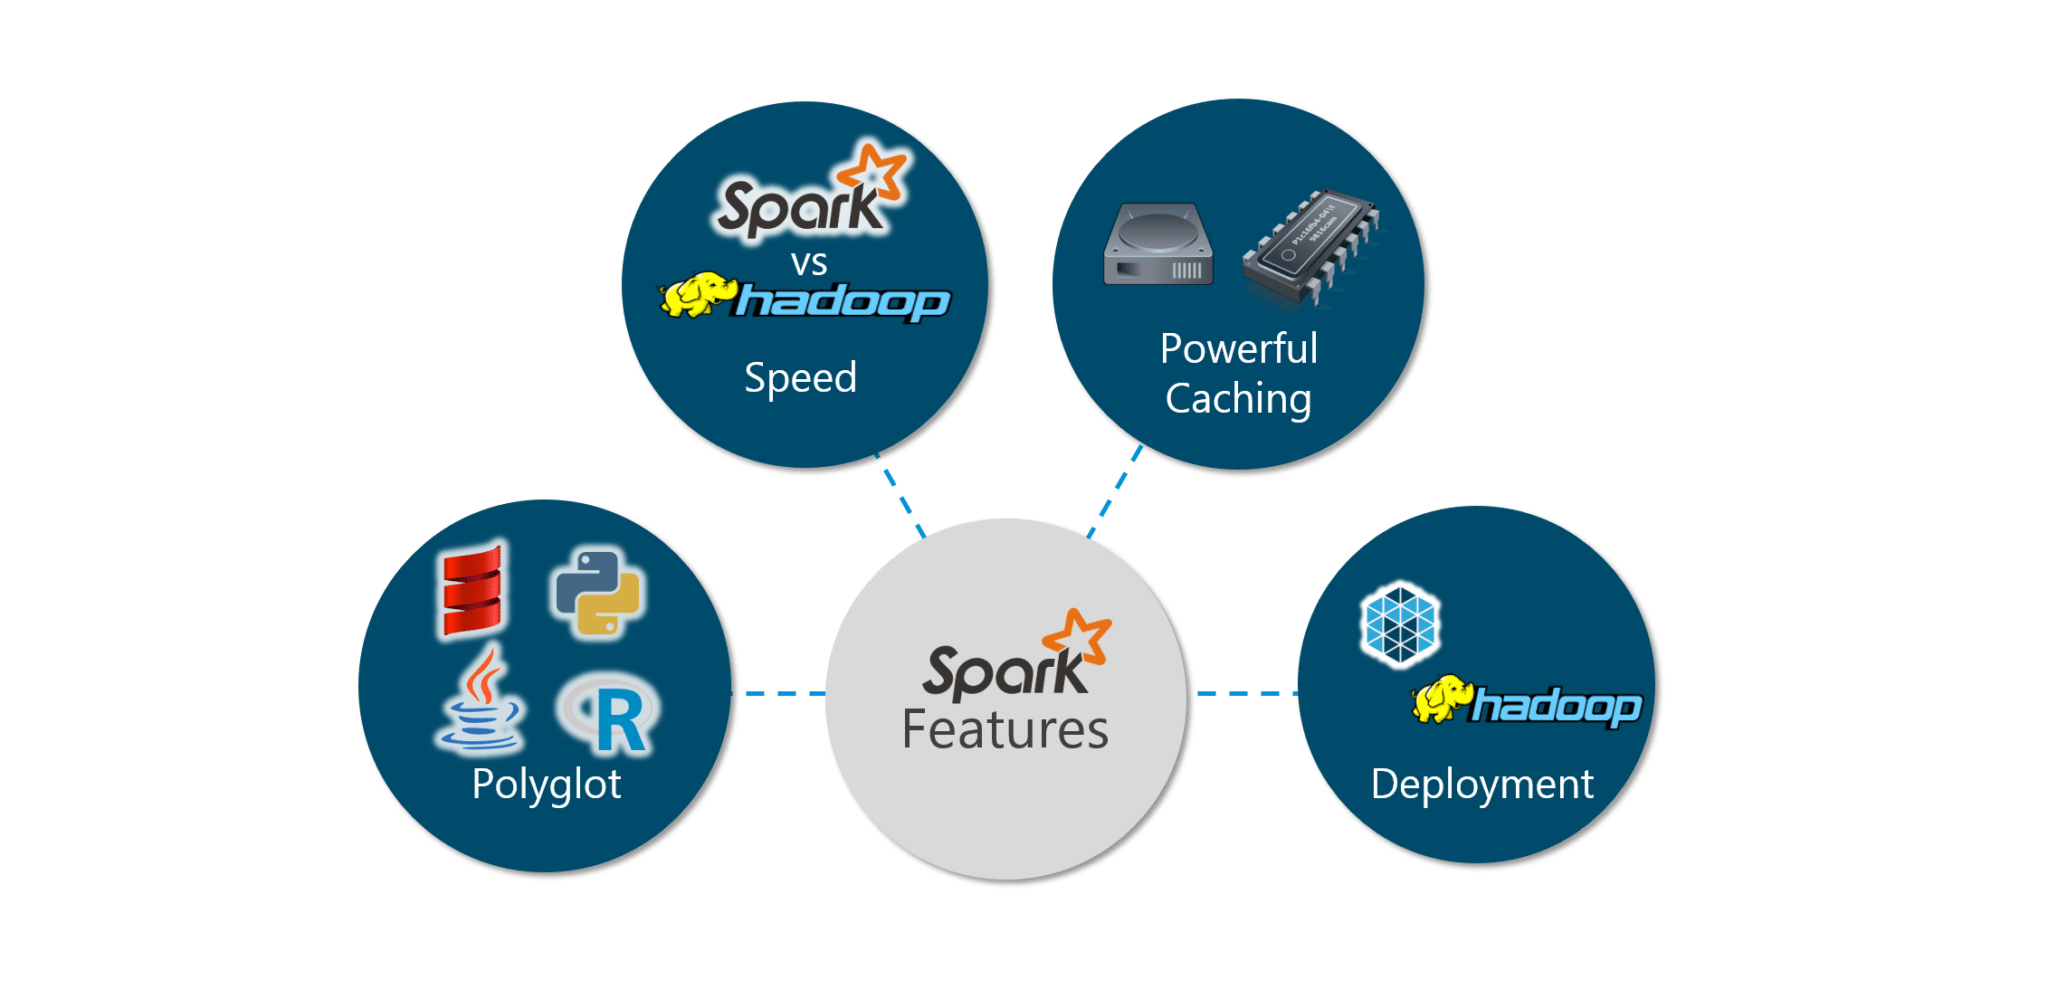 Spark
vs
hadoop
Speed
Powerful
Caching
R
Polyglot
Spark
Features
hadoop
Deployment